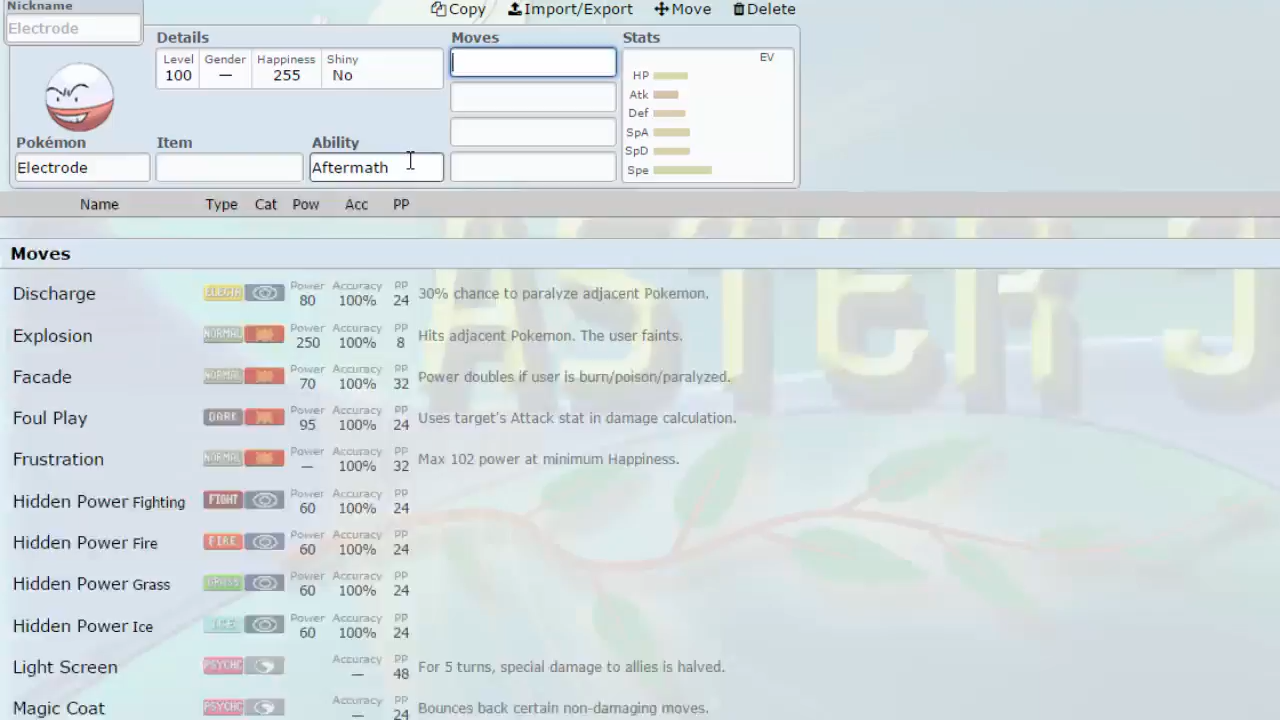 Nickname
Electrode
Copy Import/Export Move Delete
Details
Level Gender Happiness Shiny
100 — 255 No
Moves
Stats
EV
HP
Atk
Def
SpA
SpD
Spe
Pokémon Item Ability
Electrode Aftermath
Name Type Cat Pow Acc PP
Moves
Discharge ELECTR Power 80 Accuracy 100% PP 24 30% chance to paralyze adjacent Pokemon.
Explosion NORMAL Power 250 Accuracy 100% PP 8 Hits adjacent Pokemon. The user faints.
Facade NORMAL Power 70 Accuracy 100% PP 32 Power doubles if user is burn/poison/paralyzed.
Foul Play DARK Power 95 Accuracy 100% PP 24 Uses target's Attack stat in damage calculation.
Frustration NORMAL Power — Accuracy 100% PP 32 Max 102 power at minimum Happiness.
Hidden Power Fighting FIGHT Power 60 Accuracy 100% PP 24
Hidden Power Fire FIRE Power 60 Accuracy 100% PP 24
Hidden Power Grass GRASS Power 60 Accuracy 100% PP 24
Hidden Power Ice ICE Power 60 Accuracy 100% PP 24
Light Screen PSYCHC Accuracy — PP 48 For 5 turns, special damage to allies is halved.
Magic Coat PSYCHC Accuracy — PP 24 Bounces back certain non-damaging moves.